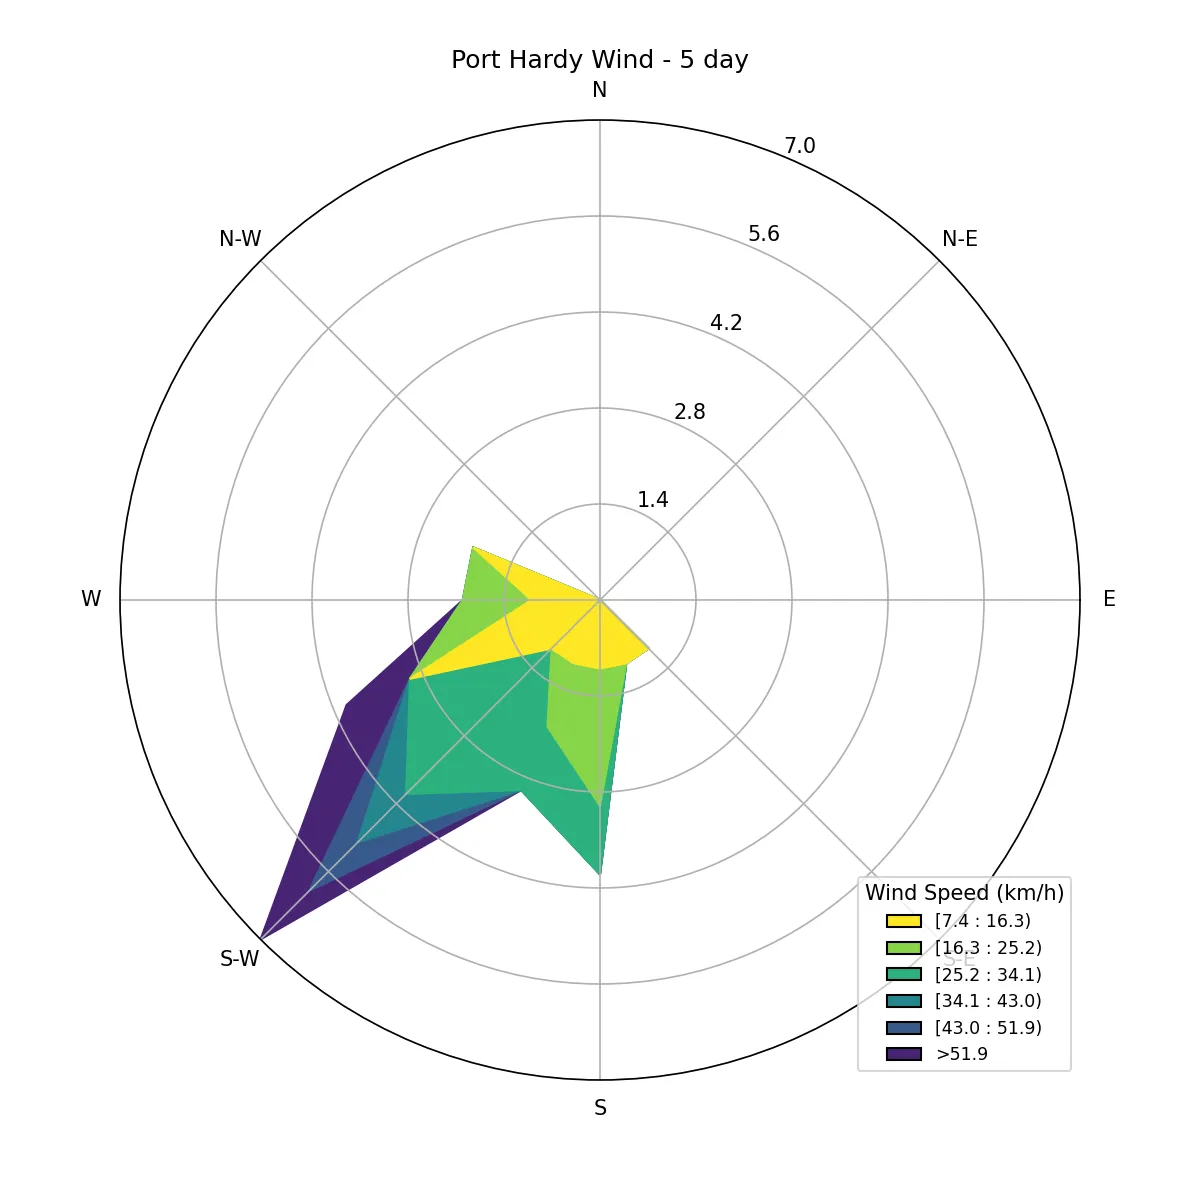 Port Hardy Wind - 5 day
N
7.0
N-W
5.6
N-E
4.2
2.8
1.4
W
E
S-W
S-E
S
Wind Speed (km/h)
[7.4 : 16.3)
[16.3 : 25.2)
[25.2 : 34.1)
[34.1 : 43.0)
[43.0 : 51.9)
>51.9